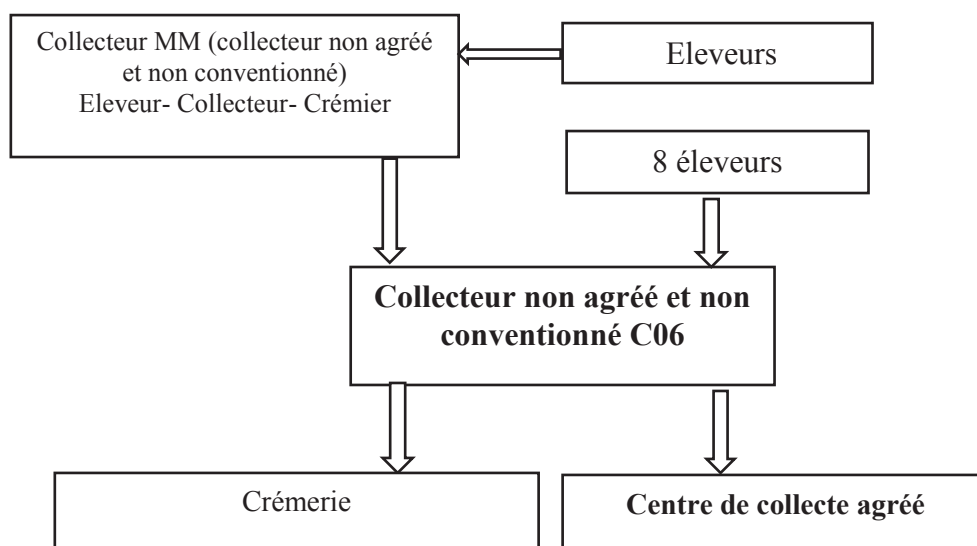 Collecteur MM (collecteur non agréé
et non conventionné)
Eleveur- Collecteur- Crémier
Eleveurs
8 éleveurs
Collecteur non agréé et non
conventionné C06
Crémerie
Centre de collecte agréé